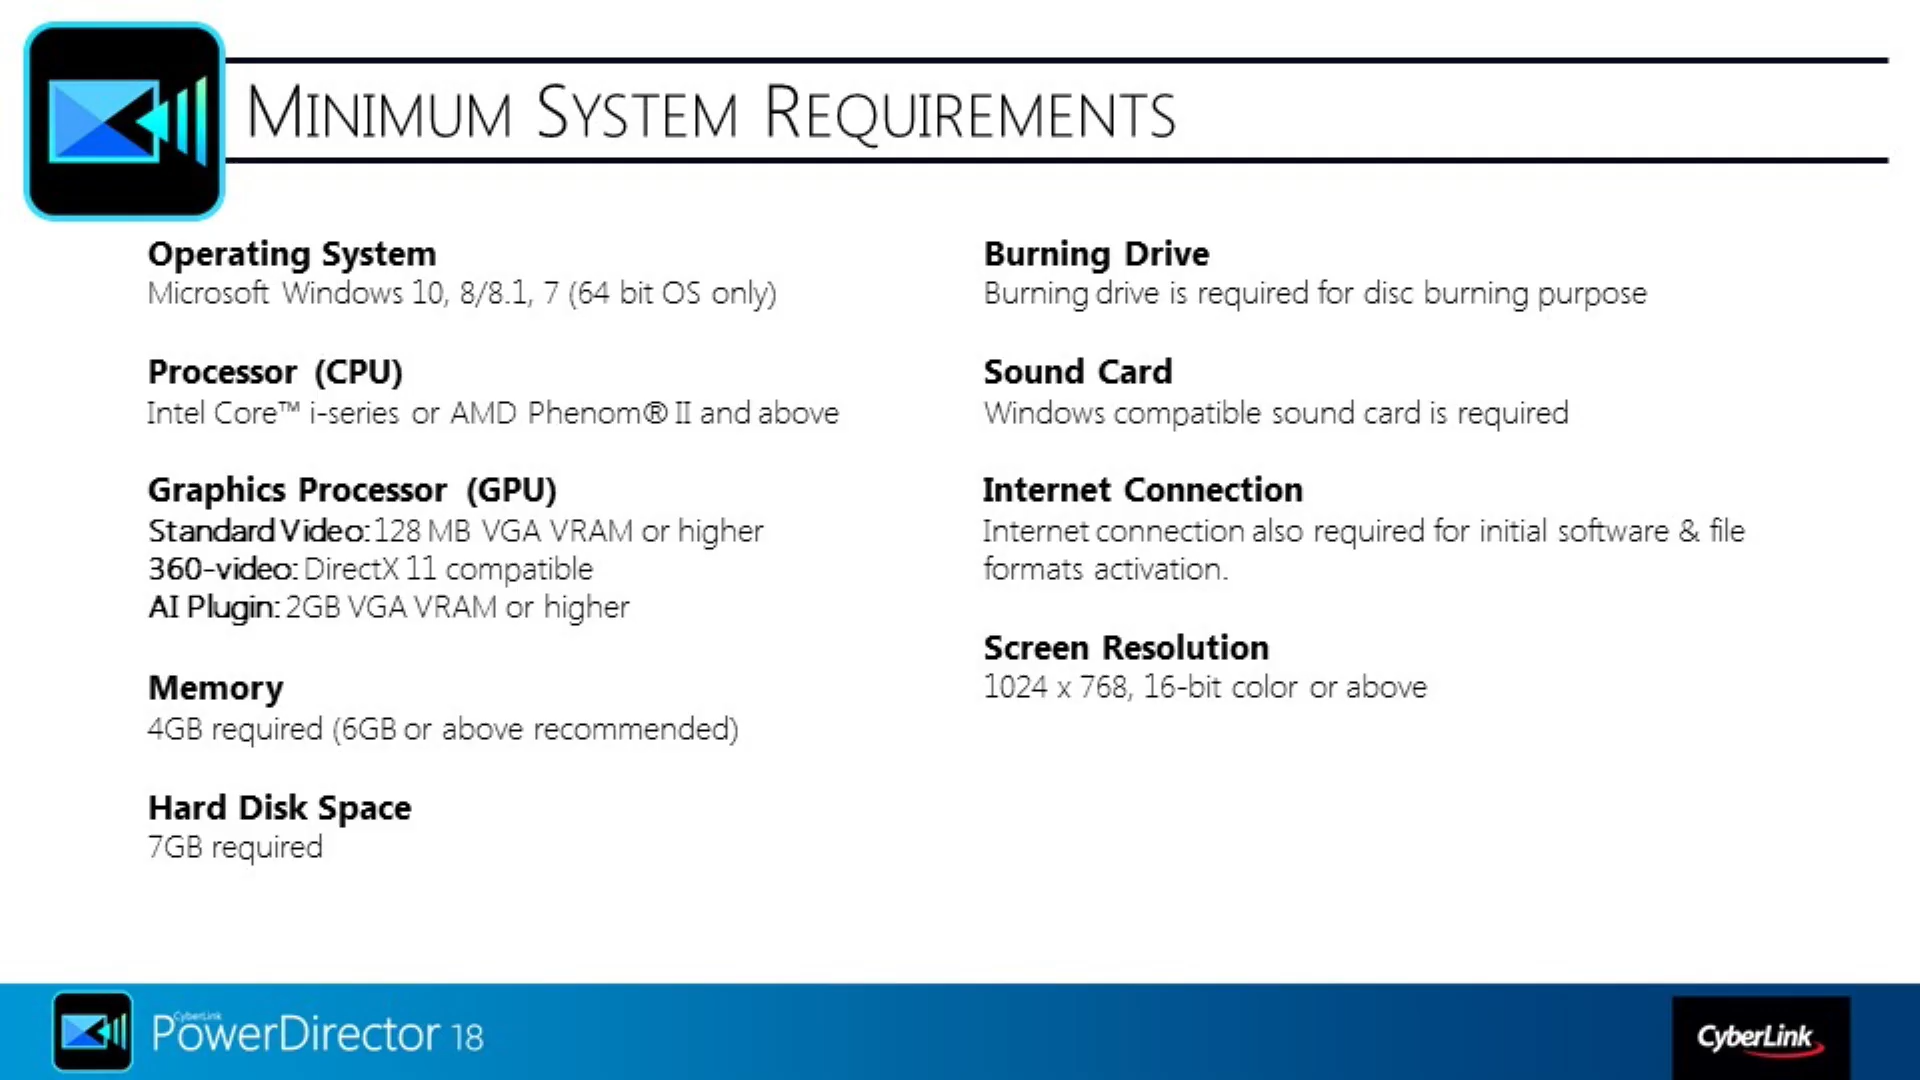 MINIMUM SYSTEM REQUIREMENTS
Operating System
Microsoft Windows 10, 8/8.1, 7 (64 bit OS only)
Processor (CPU)
Intel Core™ i-series or AMD Phenom® II and above
Graphics Processor (GPU)
Standard Video: 128 MB VGA VRAM or higher
360-video: DirectX 11 compatible
AI Plugin: 2GB VGA VRAM or higher
Memory
4GB required (6GB or above recommended)
Hard Disk Space
7GB required
Burning Drive
Burning drive is required for disc burning purpose
Sound Card
Windows compatible sound card is required
Internet Connection
Internet connection also required for initial software & file
formats activation.
Screen Resolution
1024 x 768, 16-bit color or above
CyberLink
PowerDirector 18
CyberLink